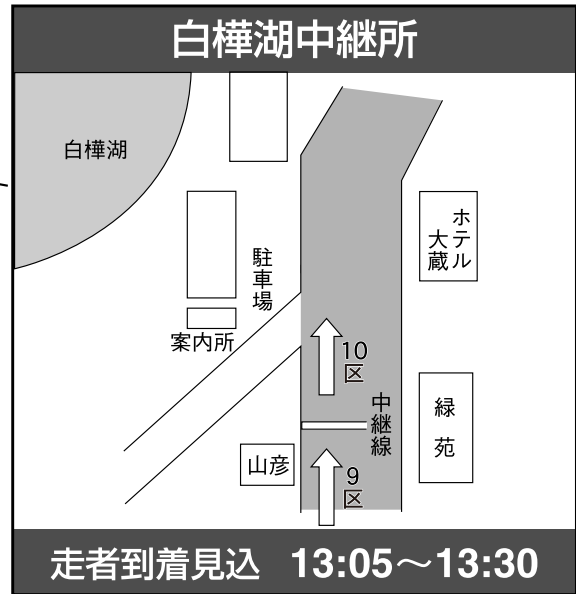 白樺湖中継所
白樺湖
駐車場
案内所
ホテル
大蔵
10
区
中継線
緑苑
山彦
9
区
走者到着見込 13:05～13:30